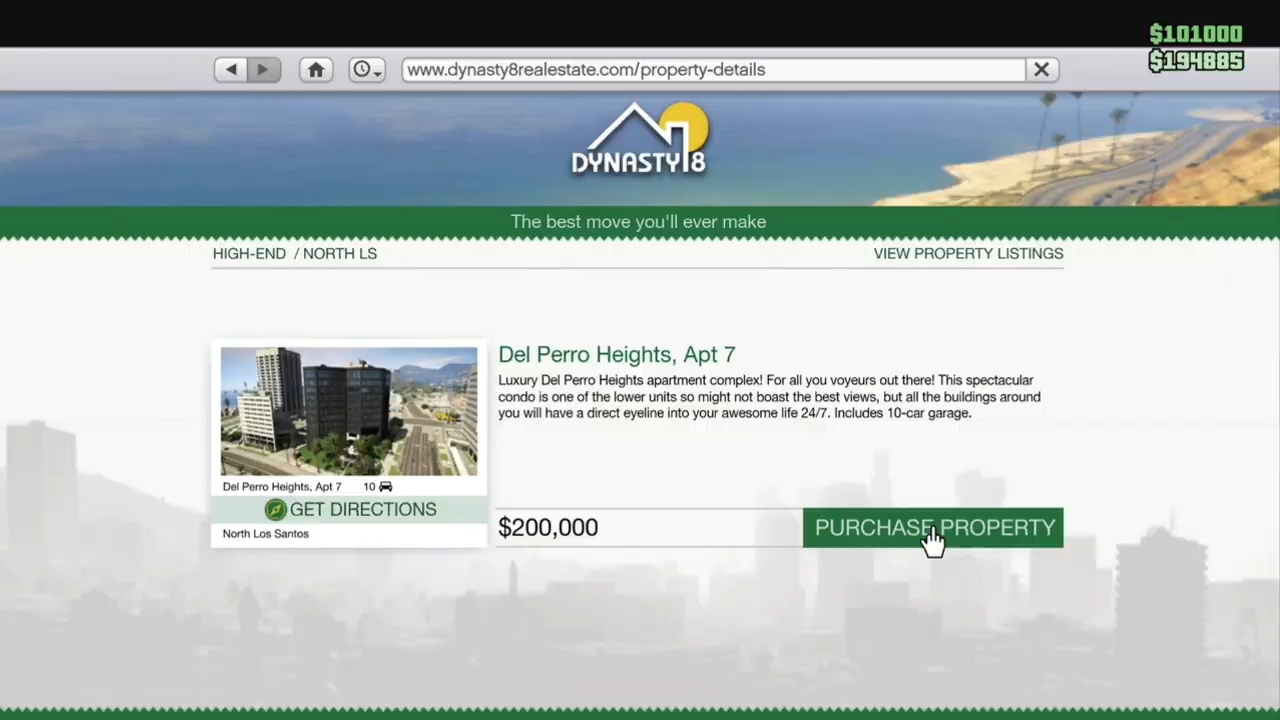 $101000
$194885
www.dynasty8realestate.com/property-details
DYNASTY8
The best move you'll ever make
HIGH-END / NORTH LS
VIEW PROPERTY LISTINGS
Del Perro Heights, Apt 7
Luxury Del Perro Heights apartment complex! For all you voyeurs out there! This spectacular
condo is one of the lower units so might not boast the best views, but all the buildings around
you will have a direct eyeline into your awesome life 24/7. Includes 10-car garage.
Del Perro Heights, Apt 7 10
GET DIRECTIONS
North Los Santos
$200,000
PURCHASE PROPERTY